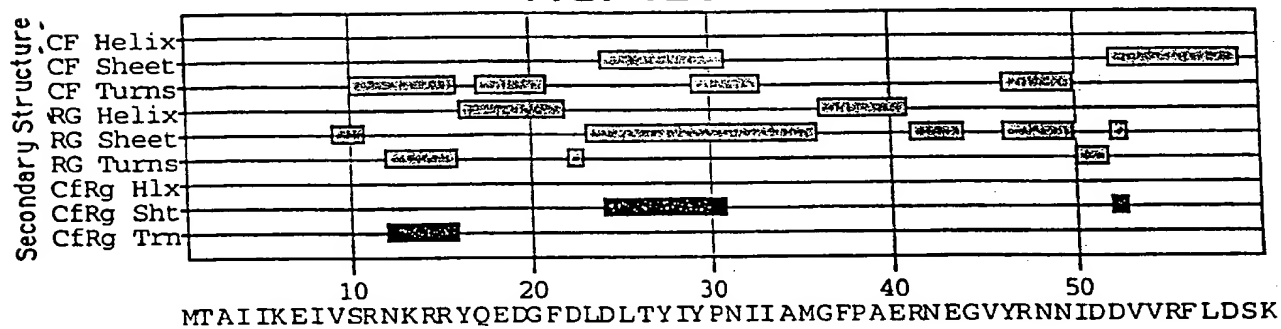 Secondary Structure
CF Helix
CF Sheet
CF Turns
RG Helix
RG Sheet
RG Turns
CfRg Hlx
CfRg Sht
CfRg Trn
10 20 30 40 50
MTAIIKEIVSRNKRRYQEDGFDLDLTYIYPNIIAMGFPAERNEGVYRNNIDDVVRFLDSK